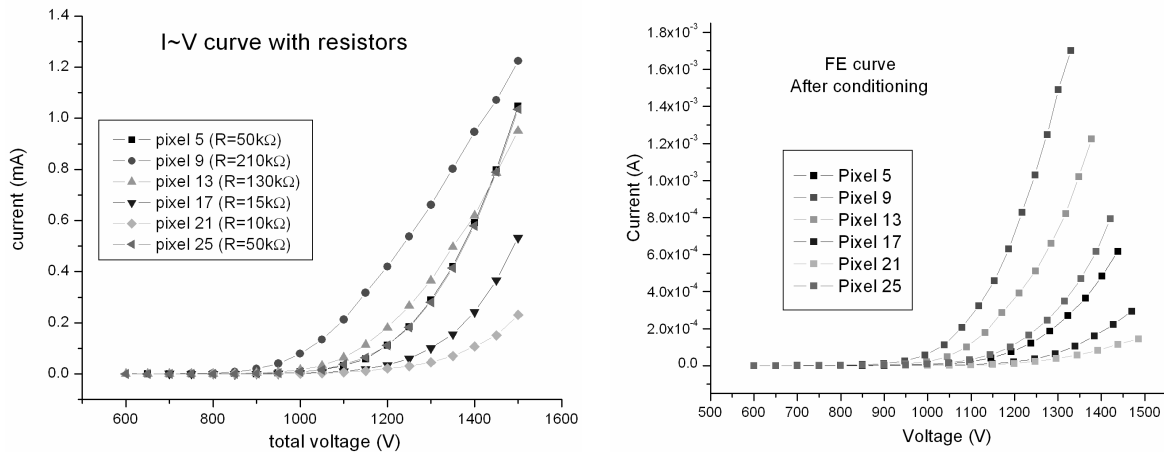 I~V curve with resistors
1.4
1.2
1.0
0.8
0.6
0.4
0.2
0.0
current (mA)
pixel 5 (R=50kΩ)
pixel 9 (R=210kΩ)
pixel 13 (R=130kΩ)
pixel 17 (R=15kΩ)
pixel 21 (R=10kΩ)
pixel 25 (R=50kΩ)
600 800 1000 1200 1400 1600
total voltage (V)
FE curve
After conditioning
1.8x10⁻³
1.6x10⁻³
1.4x10⁻³
1.2x10⁻³
1.0x10⁻³
8.0x10⁻⁴
6.0x10⁻⁴
4.0x10⁻⁴
2.0x10⁻⁴
0.0
Current (A)
Pixel 5
Pixel 9
Pixel 13
Pixel 17
Pixel 21
Pixel 25
500 600 700 800 900 1000 1100 1200 1300 1400 1500
Voltage (V)